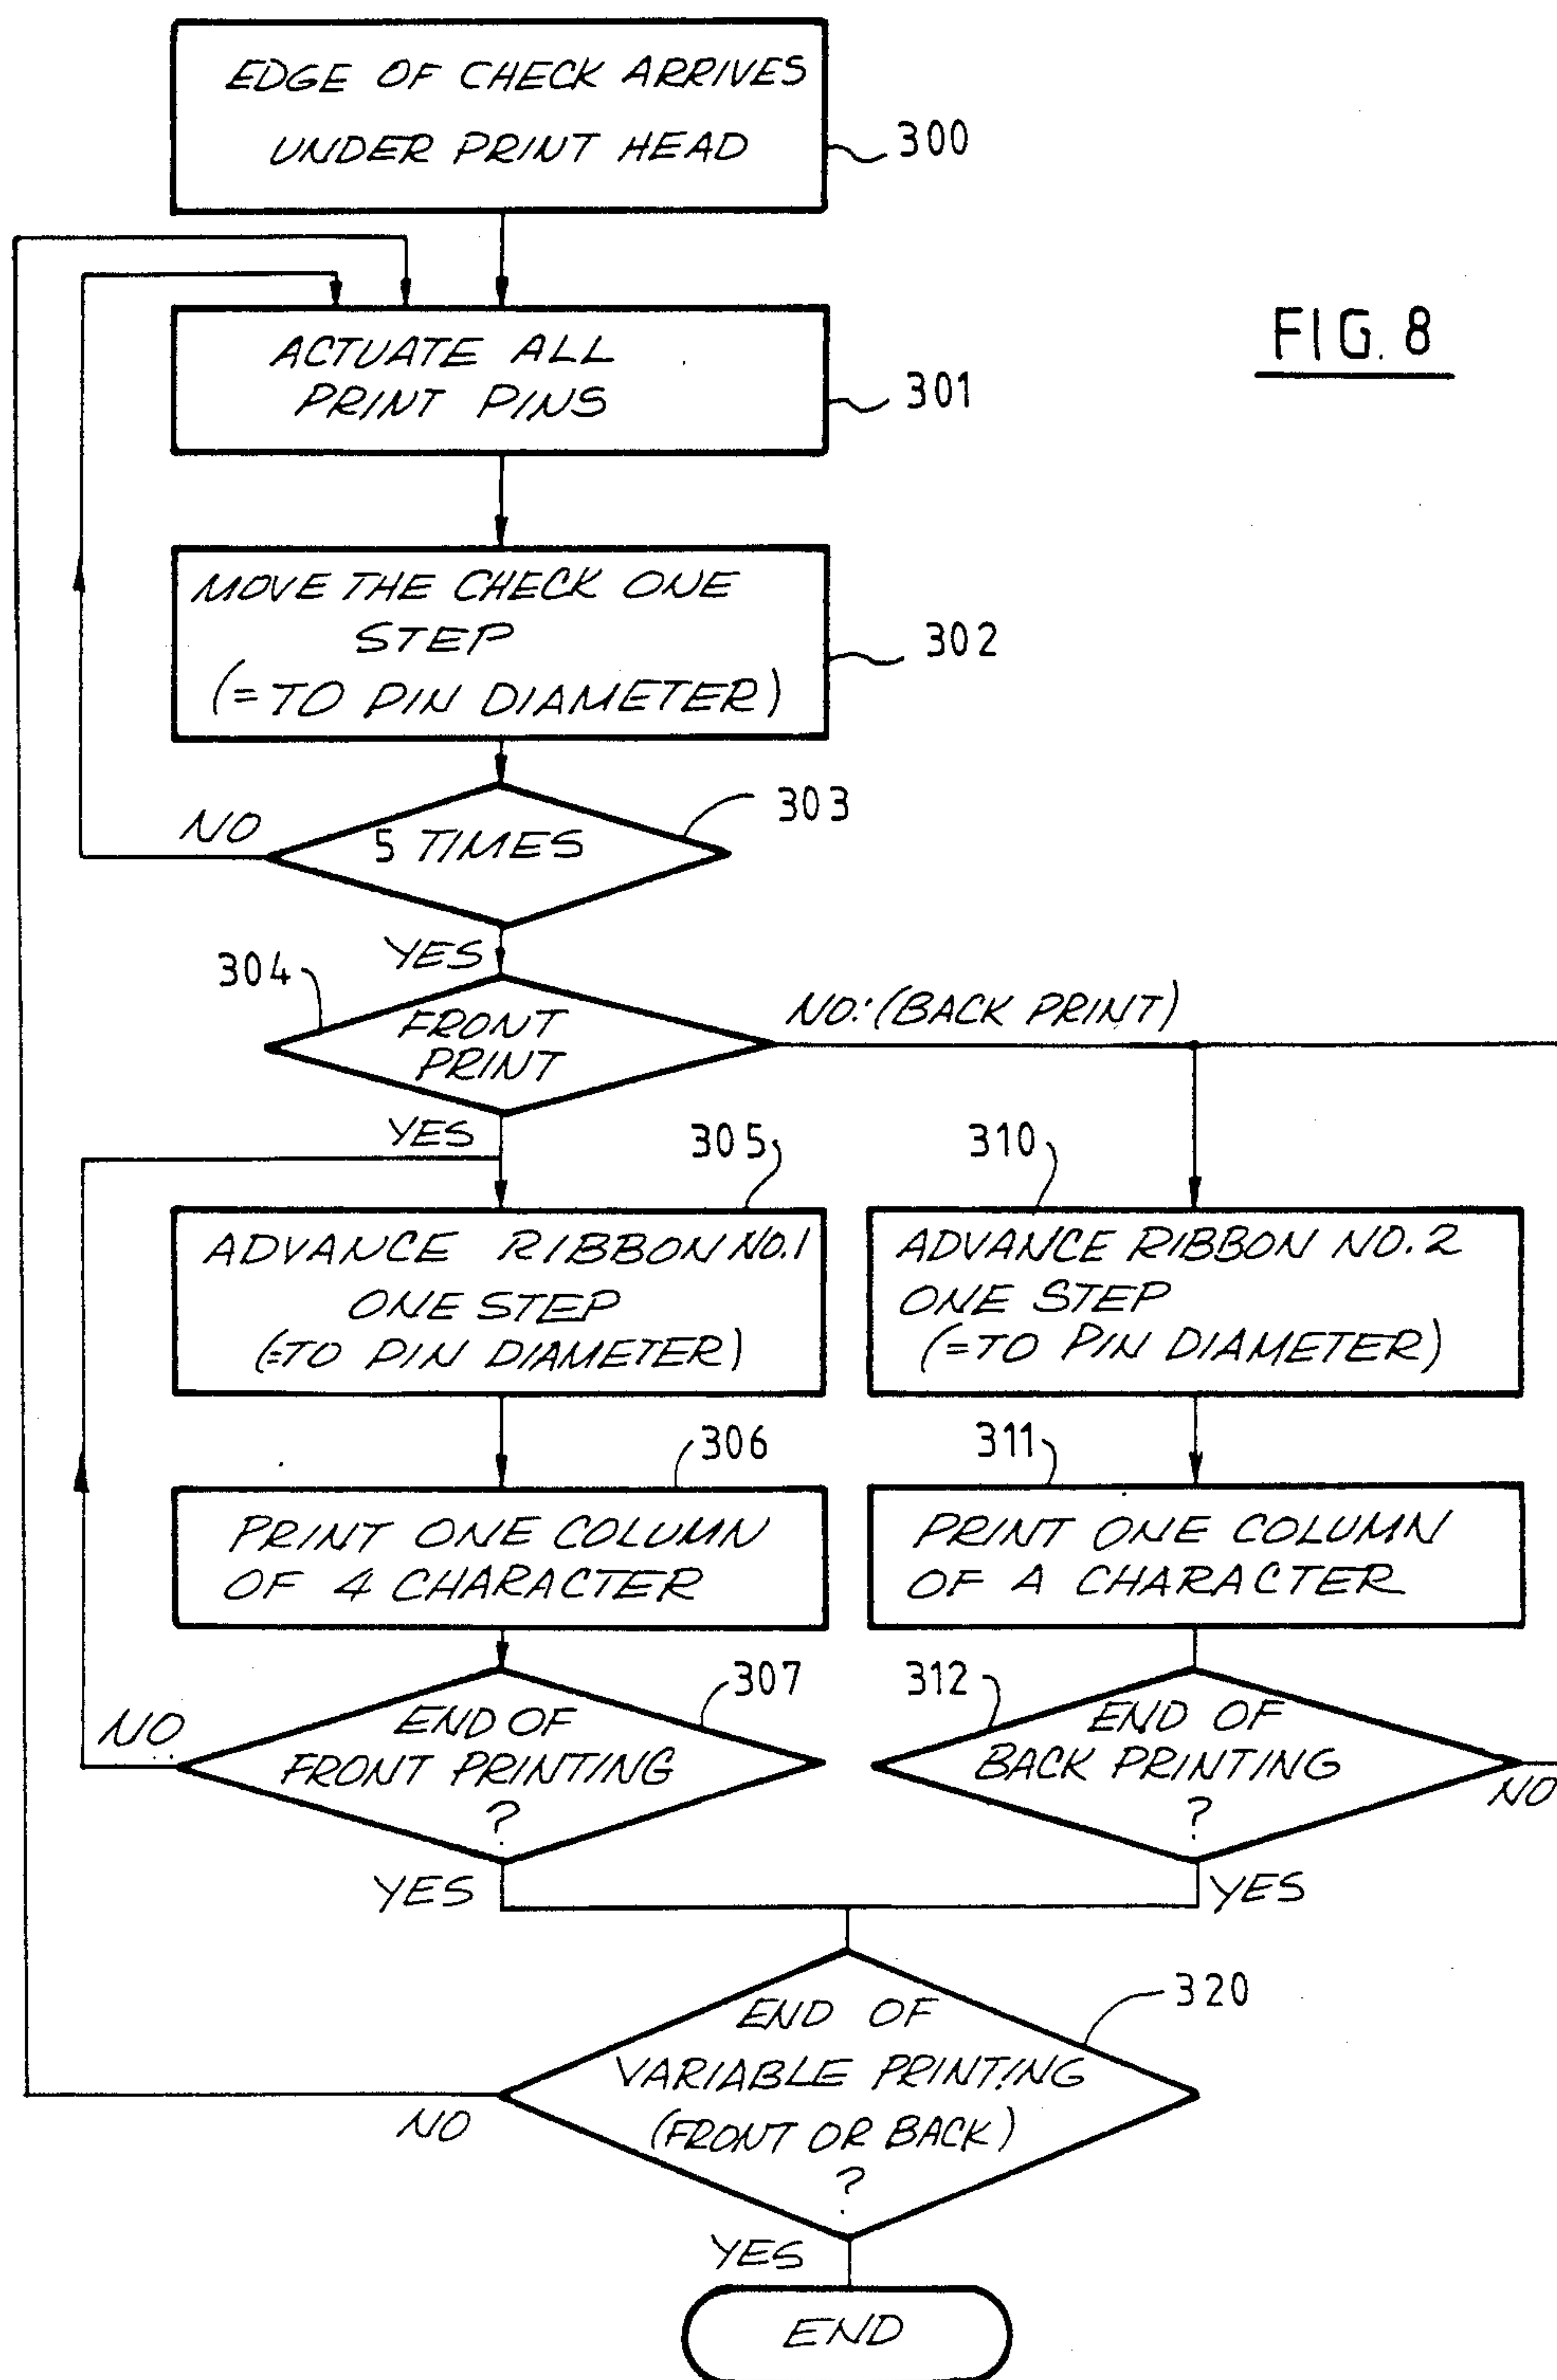 EDGE OF CHECK ARRIVES
UNDER PRINT HEAD
300
ACTUATE ALL
PRINT PINS
301
FIG. 8
MOVE THE CHECK ONE
STEP
(= TO PIN DIAMETER)
302
5 TIMES
303
NO
YES
304
FRONT
PRINT
NO: (BACK PRINT)
YES
305
310
ADVANCE RIBBON NO.1
ONE STEP
(=TO PIN DIAMETER)
ADVANCE RIBBON NO. 2
ONE STEP
(= TO PIN DIAMETER)
306
311
PRINT ONE COLUMN
OF 4 CHARACTER
PRINT ONE COLUMN
OF A CHARACTER
307
312
NO
END OF
FRONT PRINTING
?
END OF
BACK PRINTING
?
NO
YES
YES
320
END OF
VARIABLE PRINTING
(FRONT OR BACK)
?
NO
YES
END